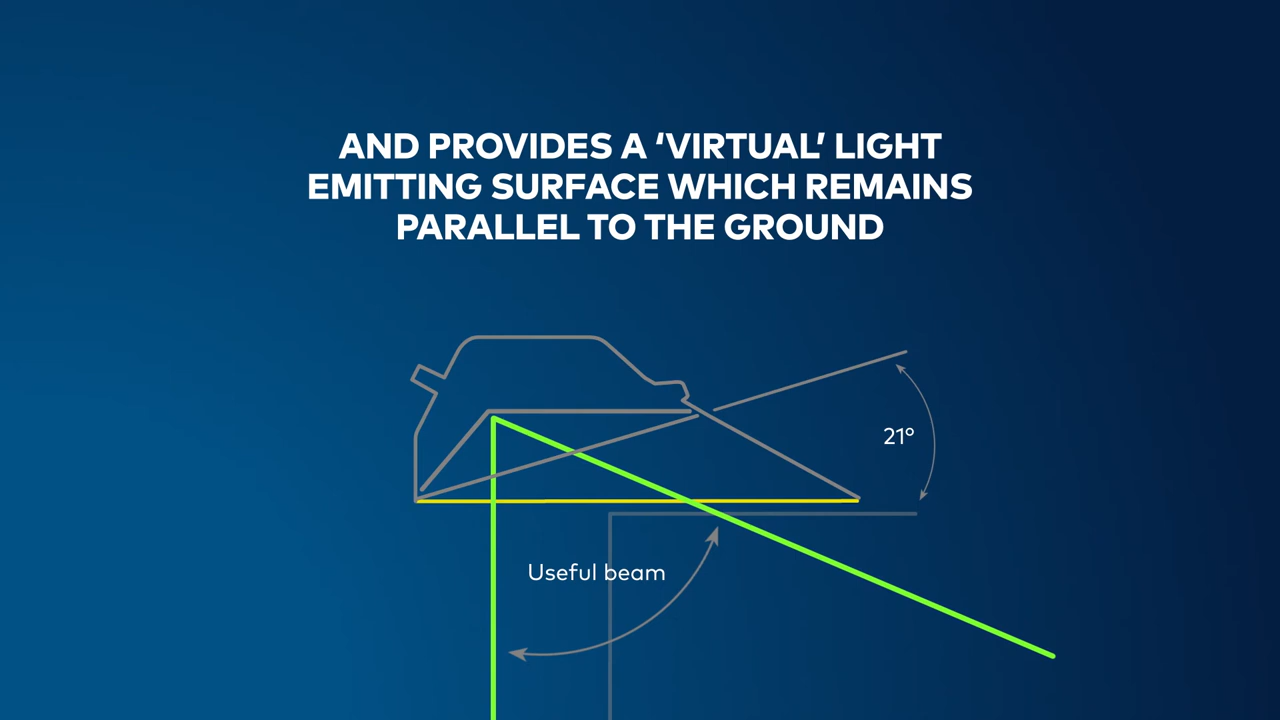 AND PROVIDES A ‘VIRTUAL’ LIGHT
EMITTING SURFACE WHICH REMAINS
PARALLEL TO THE GROUND
21°
Useful beam